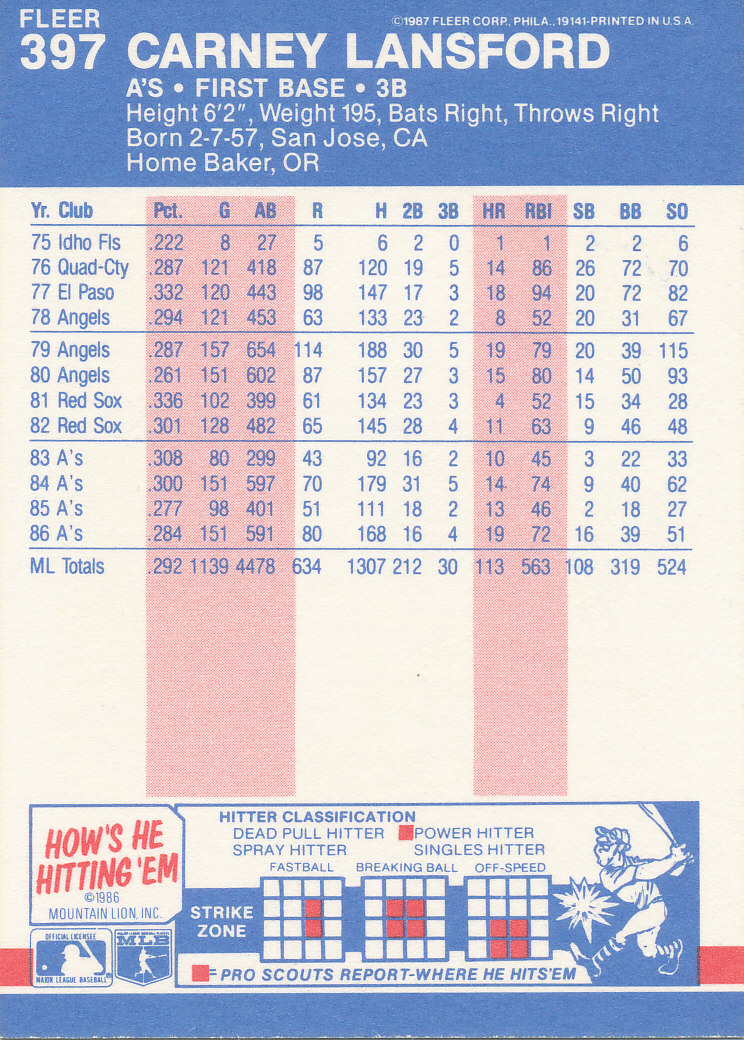 FLEER
©1987 FLEER CORP., PHILA., 19141-PRINTED IN U.S.A.
397 CARNEY LANSFORD
A'S • FIRST BASE • 3B
Height 6'2", Weight 195, Bats Right, Throws Right
Born 2-7-57, San Jose, CA
Home Baker, OR
Yr. Club Pct. G AB R H 2B 3B HR RBI SB BB SO
75 Idho Fls .222 8 27 5 6 2 0 1 1 2 2 6
76 Quad-Cty .287 121 418 87 120 19 5 14 86 26 72 70
77 El Paso .332 120 443 98 147 17 3 18 94 20 72 82
78 Angels .294 121 453 63 133 23 2 8 52 20 31 67
79 Angels .287 157 654 114 188 30 5 19 79 20 39 115
80 Angels .261 151 602 87 157 27 3 15 80 14 50 93
81 Red Sox .336 102 399 61 134 23 3 4 52 15 34 28
82 Red Sox .301 128 482 65 145 28 4 11 63 9 46 48
83 A's .308 80 299 43 92 16 2 10 45 3 22 33
84 A's .300 151 597 70 179 31 5 14 74 9 40 62
85 A's .277 98 401 51 111 18 2 13 46 2 18 27
86 A's .284 151 591 80 168 16 4 19 72 16 39 51
ML Totals .292 1139 4478 634 1307 212 30 113 563 108 319 524
HOW'S HE
HITTING 'EM
©1986
MOUNTAIN LION, INC.
OFFICIAL LICENSEE
MAJOR LEAGUE BASEBALL
MAJOR LEAGUE BASEBALL PLAYERS
MLB
HITTER CLASSIFICATION
DEAD PULL HITTER POWER HITTER
SPRAY HITTER SINGLES HITTER
FASTBALL BREAKING BALL OFF-SPEED
STRIKE
ZONE
= PRO SCOUTS REPORT-WHERE HE HITS'EM